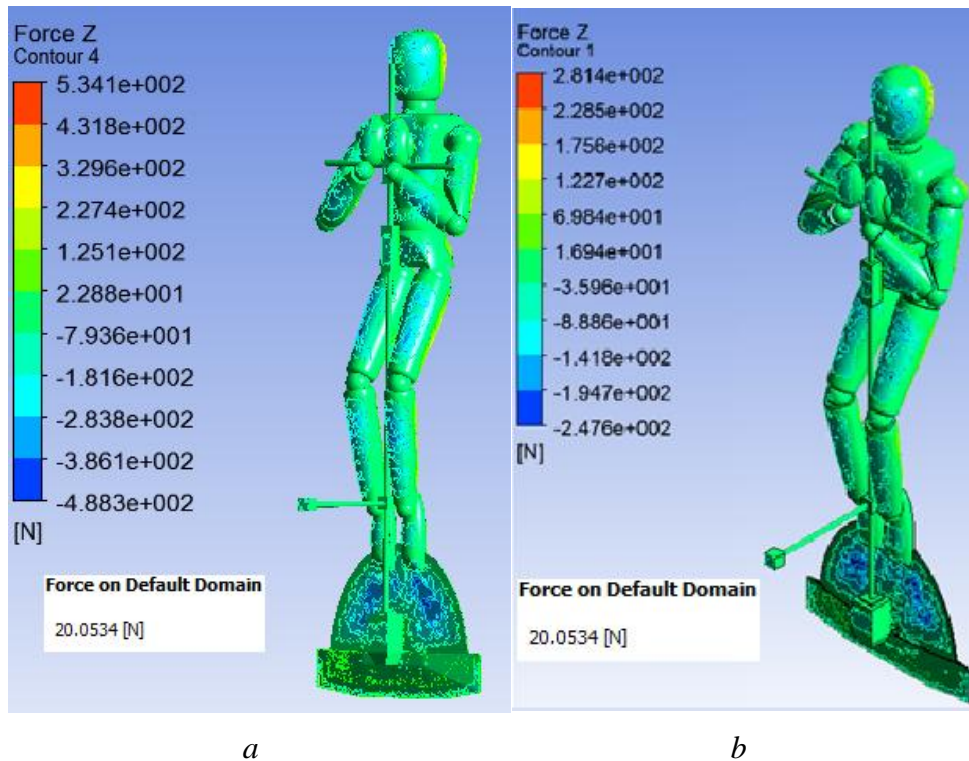 Force Z
Contour 4
5.341e+002
4.318e+002
3.296e+002
2.274e+002
1.251e+002
2.288e+001
-7.936e+001
-1.816e+002
-2.838e+002
-3.861e+002
-4.883e+002
[N]
Force on Default Domain
20.0534 [N]
Force Z
Contour 1
2.814e+002
2.285e+002
1.756e+002
1.227e+002
6.984e+001
1.694e+001
-3.596e+001
-8.886e+001
-1.418e+002
-1.947e+002
-2.476e+002
[N]
Force on Default Domain
20.0534 [N]
a
b